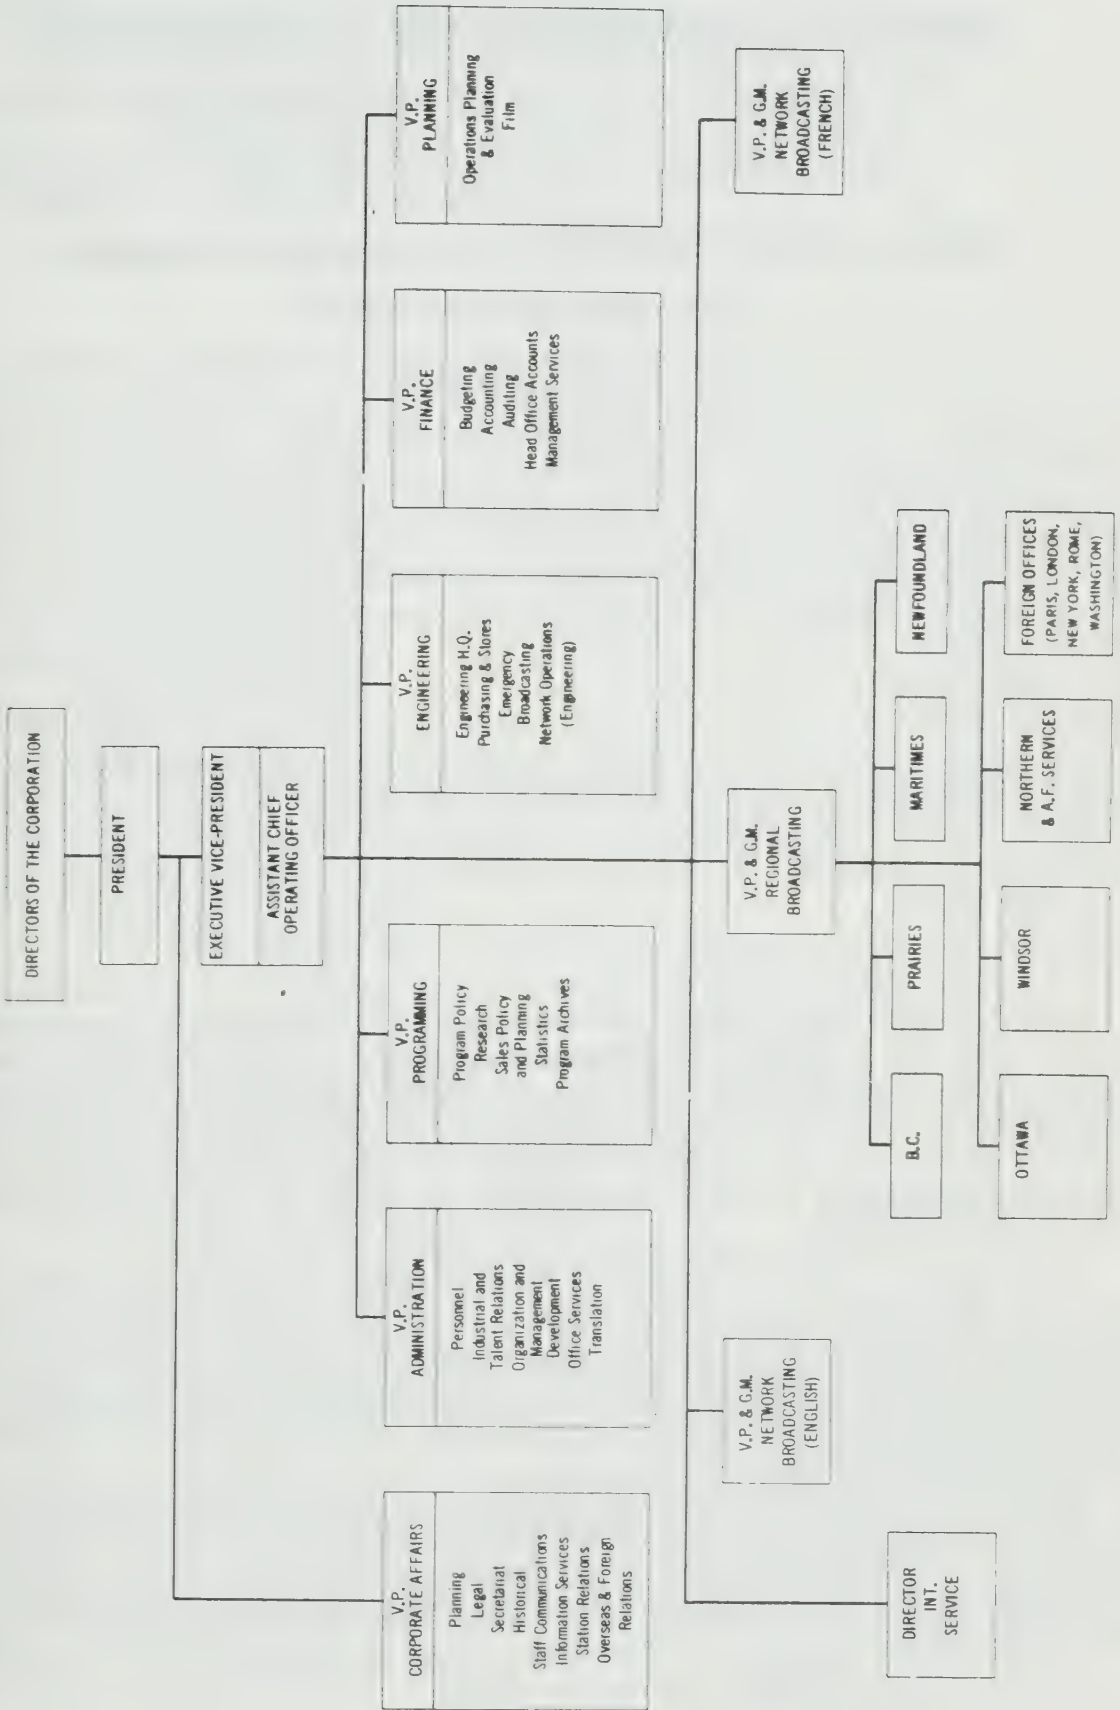 DIRECTORS OF THE CORPORATION
PRESIDENT
EXECUTIVE VICE-PRESIDENT
ASSISTANT CHIEF
OPERATING OFFICER
V.P.
CORPORATE AFFAIRS
Planning
Legal
Secretariat
Historical
Staff Communications
Information Services
Station Relations
Overseas & Foreign
Relations
V.P.
ADMINISTRATION
Personnel
Industrial and
Talent Relations
Organization and
Management
Development
Office Services
Translation
V.P.
PROGRAMMING
Program Policy
Research
Sales Policy
and Planning
Statistics
Program Archives
V.P.
ENGINEERING
Engineering H.Q.
Purchasing & Stores
Emergency
Broadcasting
Network Operations
(Engineering)
V.P.
FINANCE
Budgeting
Accounting
Auditing
Head Office Accounts
Management Services
V.P.
PLANNING
Operations Planning
& Evaluation
Film
DIRECTOR
INT.
SERVICE
V.P. & G.M.
NETWORK
BROADCASTING
(ENGLISH)
V.P. & G.M.
REGIONAL
BROADCASTING
V.P. & G.M.
NETWORK
BROADCASTING
(FRENCH)
B.C.
PRAIRIES
MARITIMES
NEWFOUNDLAND
OTTAWA
WINDSOR
NORTHERN
& A.F. SERVICES
FOREIGN OFFICES
(PARIS, LONDON,
NEW YORK, ROME,
WASHINGTON)